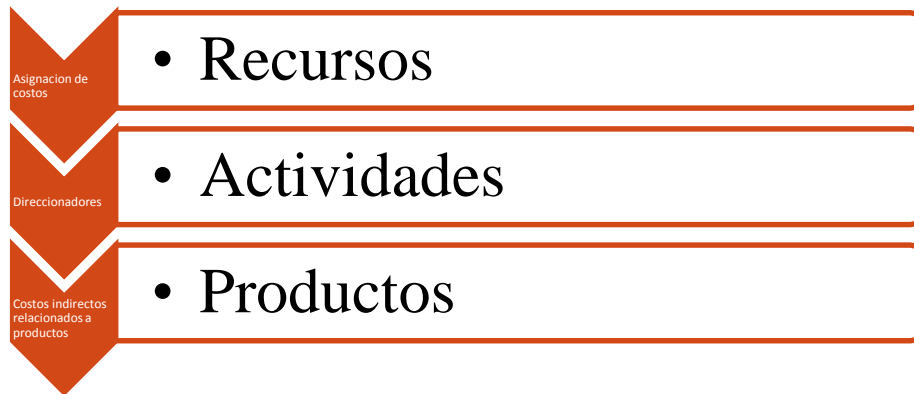 Asignacion de
costos
• Recursos
Direccionadores
• Actividades
Costos indirectos
relacionados a
productos
• Productos